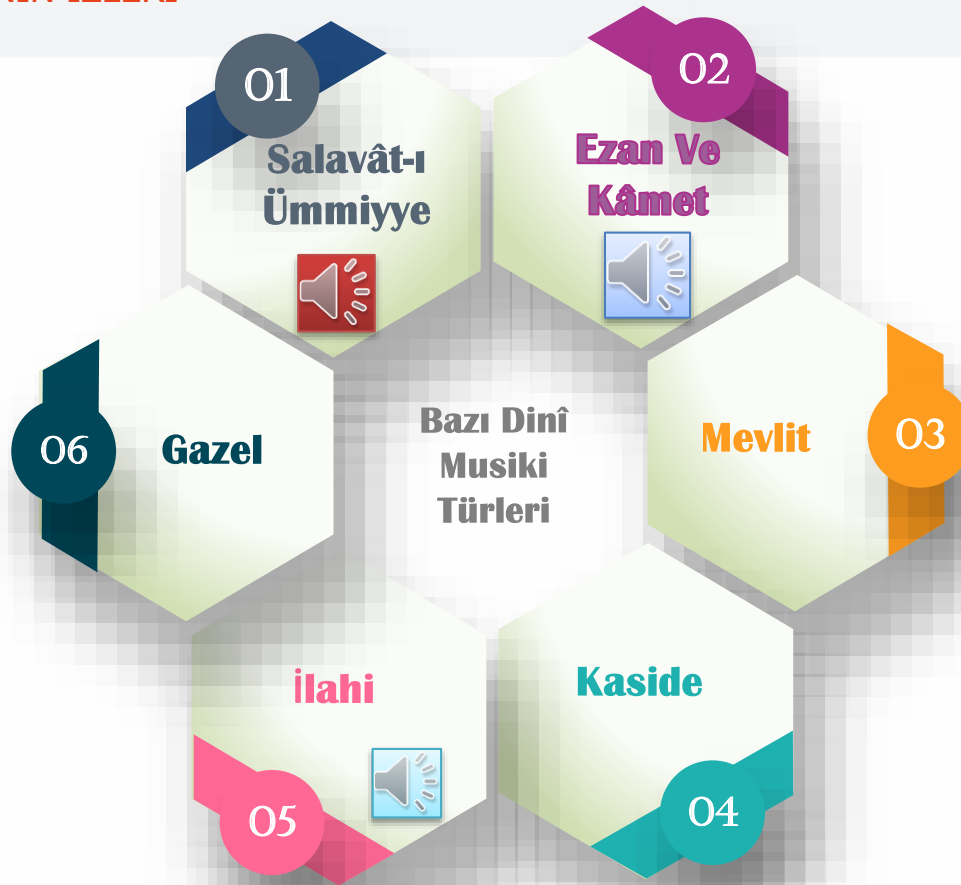 01
Salavât-ı
Ümmiyye
02
Ezan Ve
Kâmet
03
Mevlit
04
Kaside
05
İlahi
06
Gazel
Bazı Dinî
Musiki
Türleri